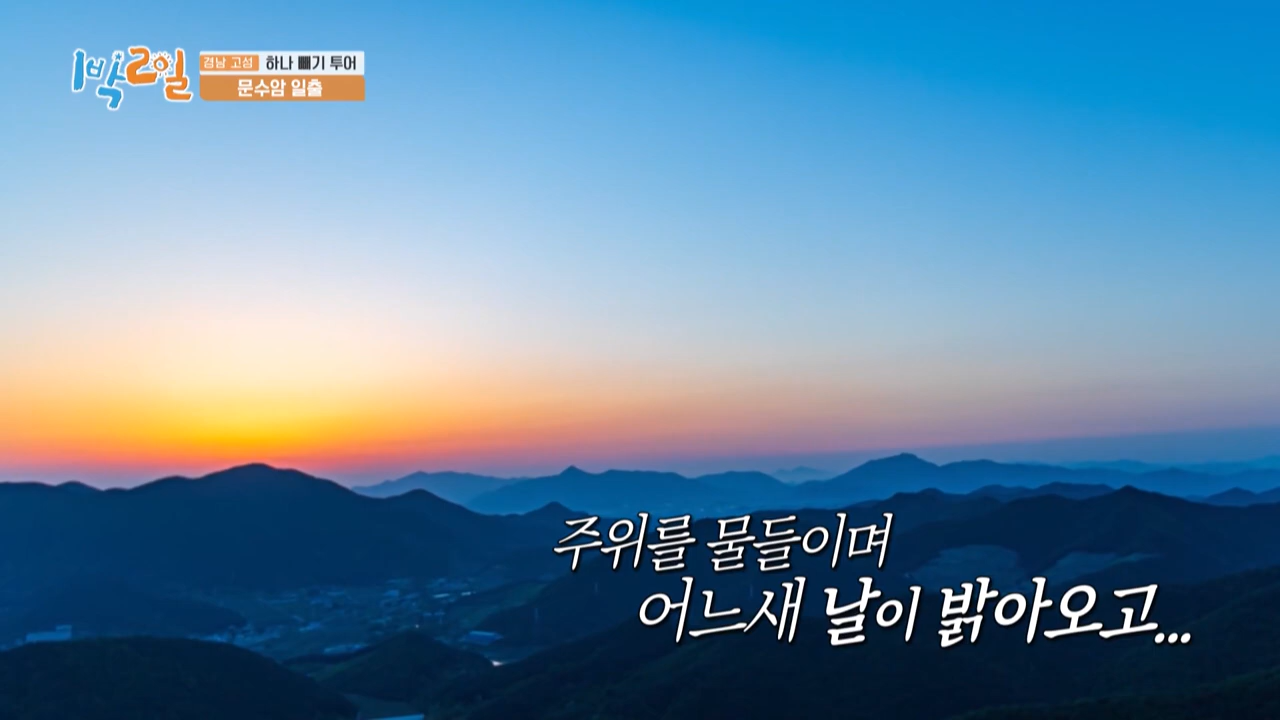 1박2일
경남 고성 하나 빼기 투어
문수암 일출
주위를 물들이며
어느새 날이 밝아오고...